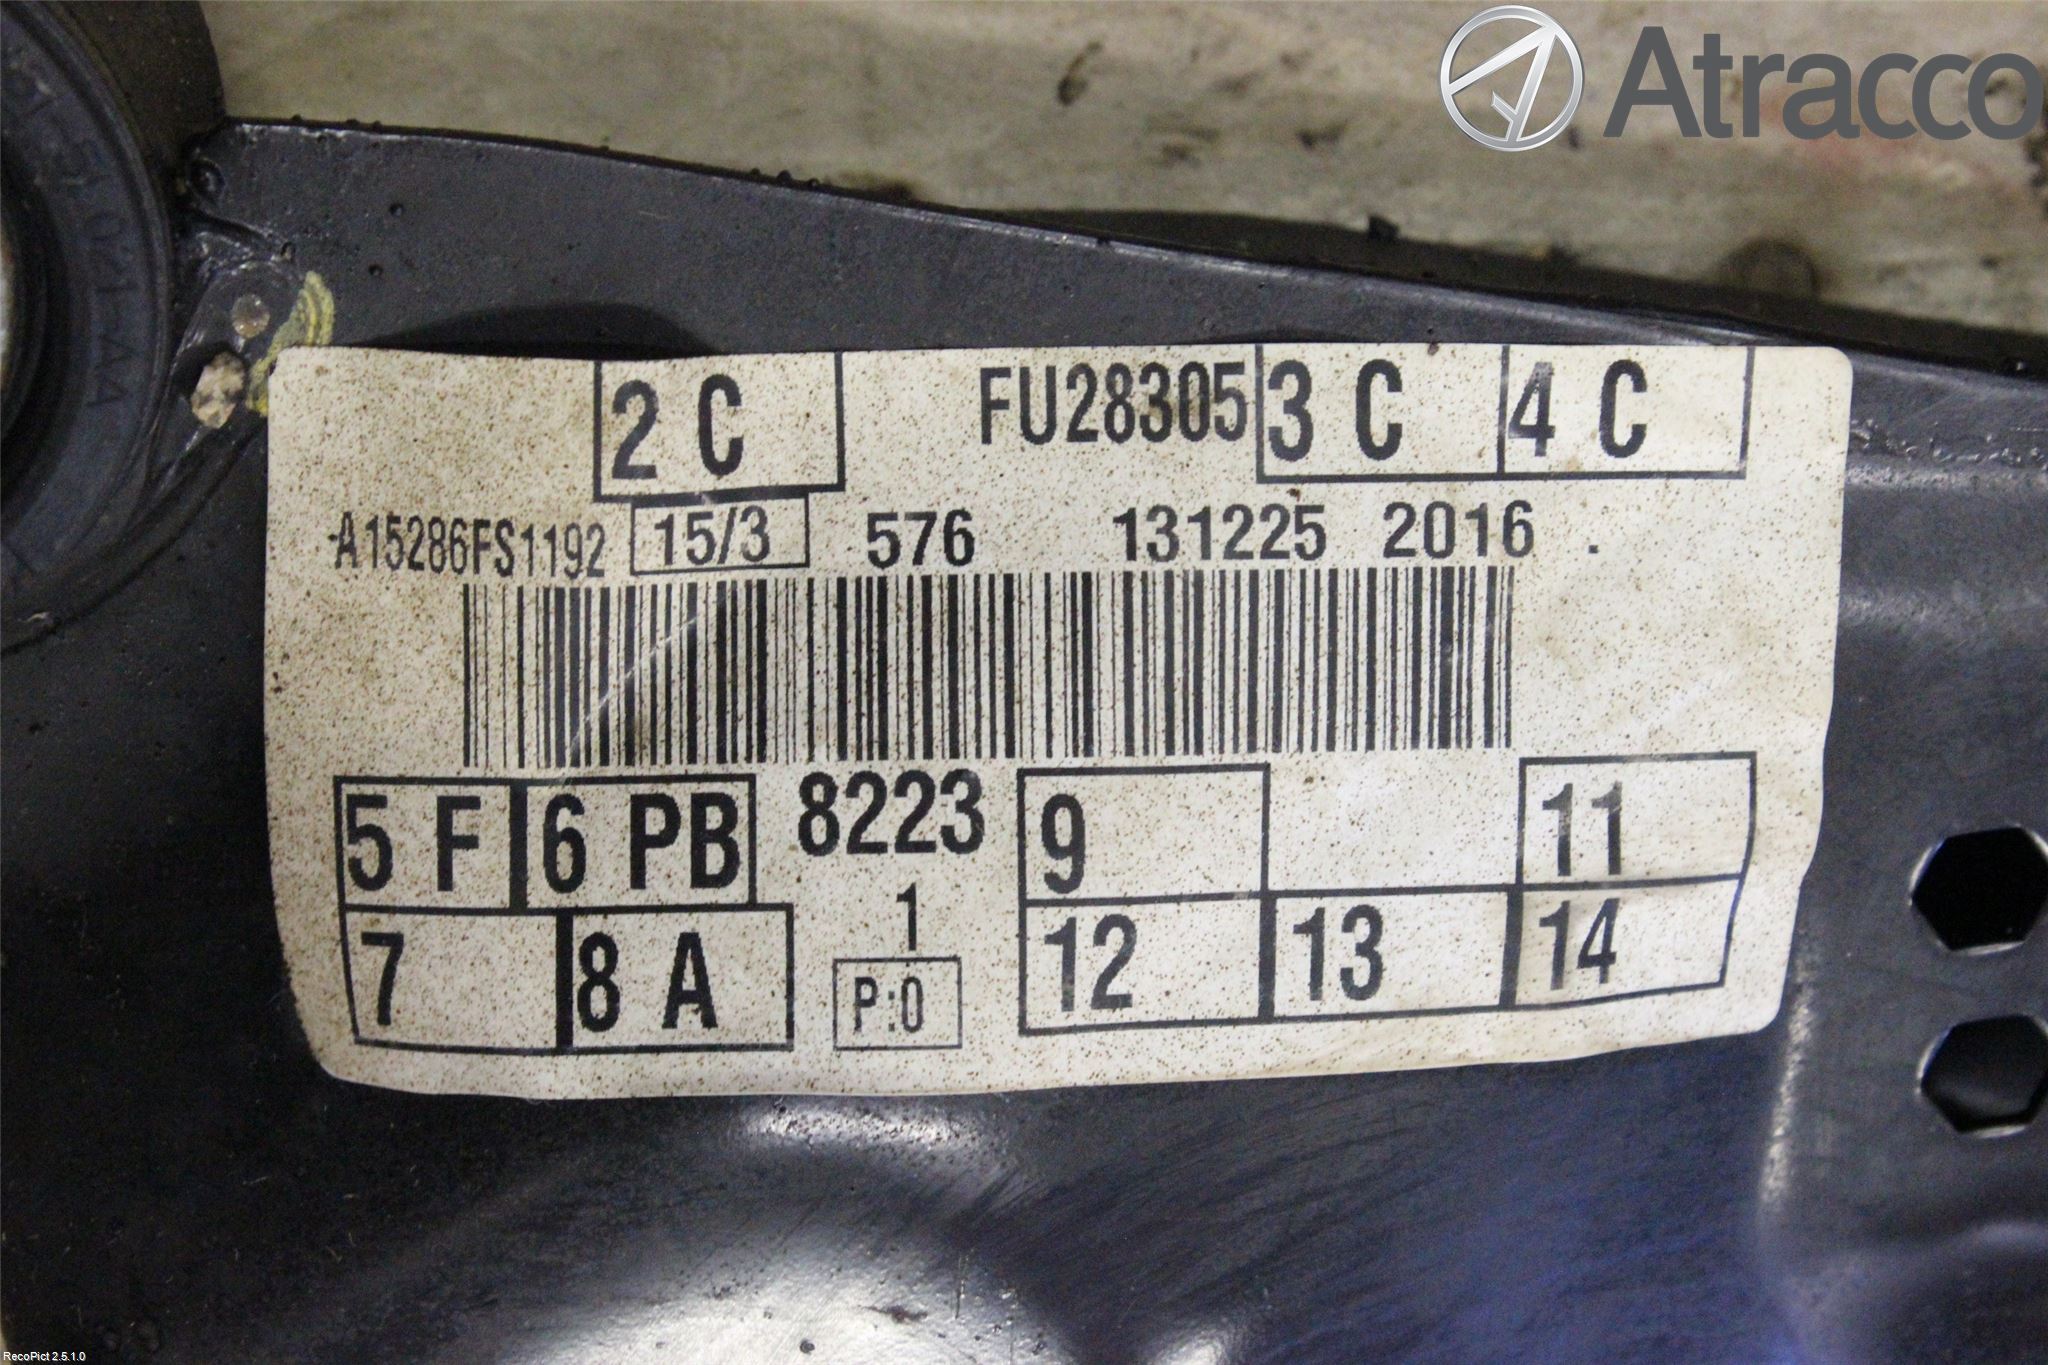 Atracco
2 C FU28305 3 C 4 C
A15286FS1192 15/3 576 131225 2016 .
5 F 6 PB 8223 9 11
7 8 A 1 12 13 14
P:0
RecoPict 2.5.1.0